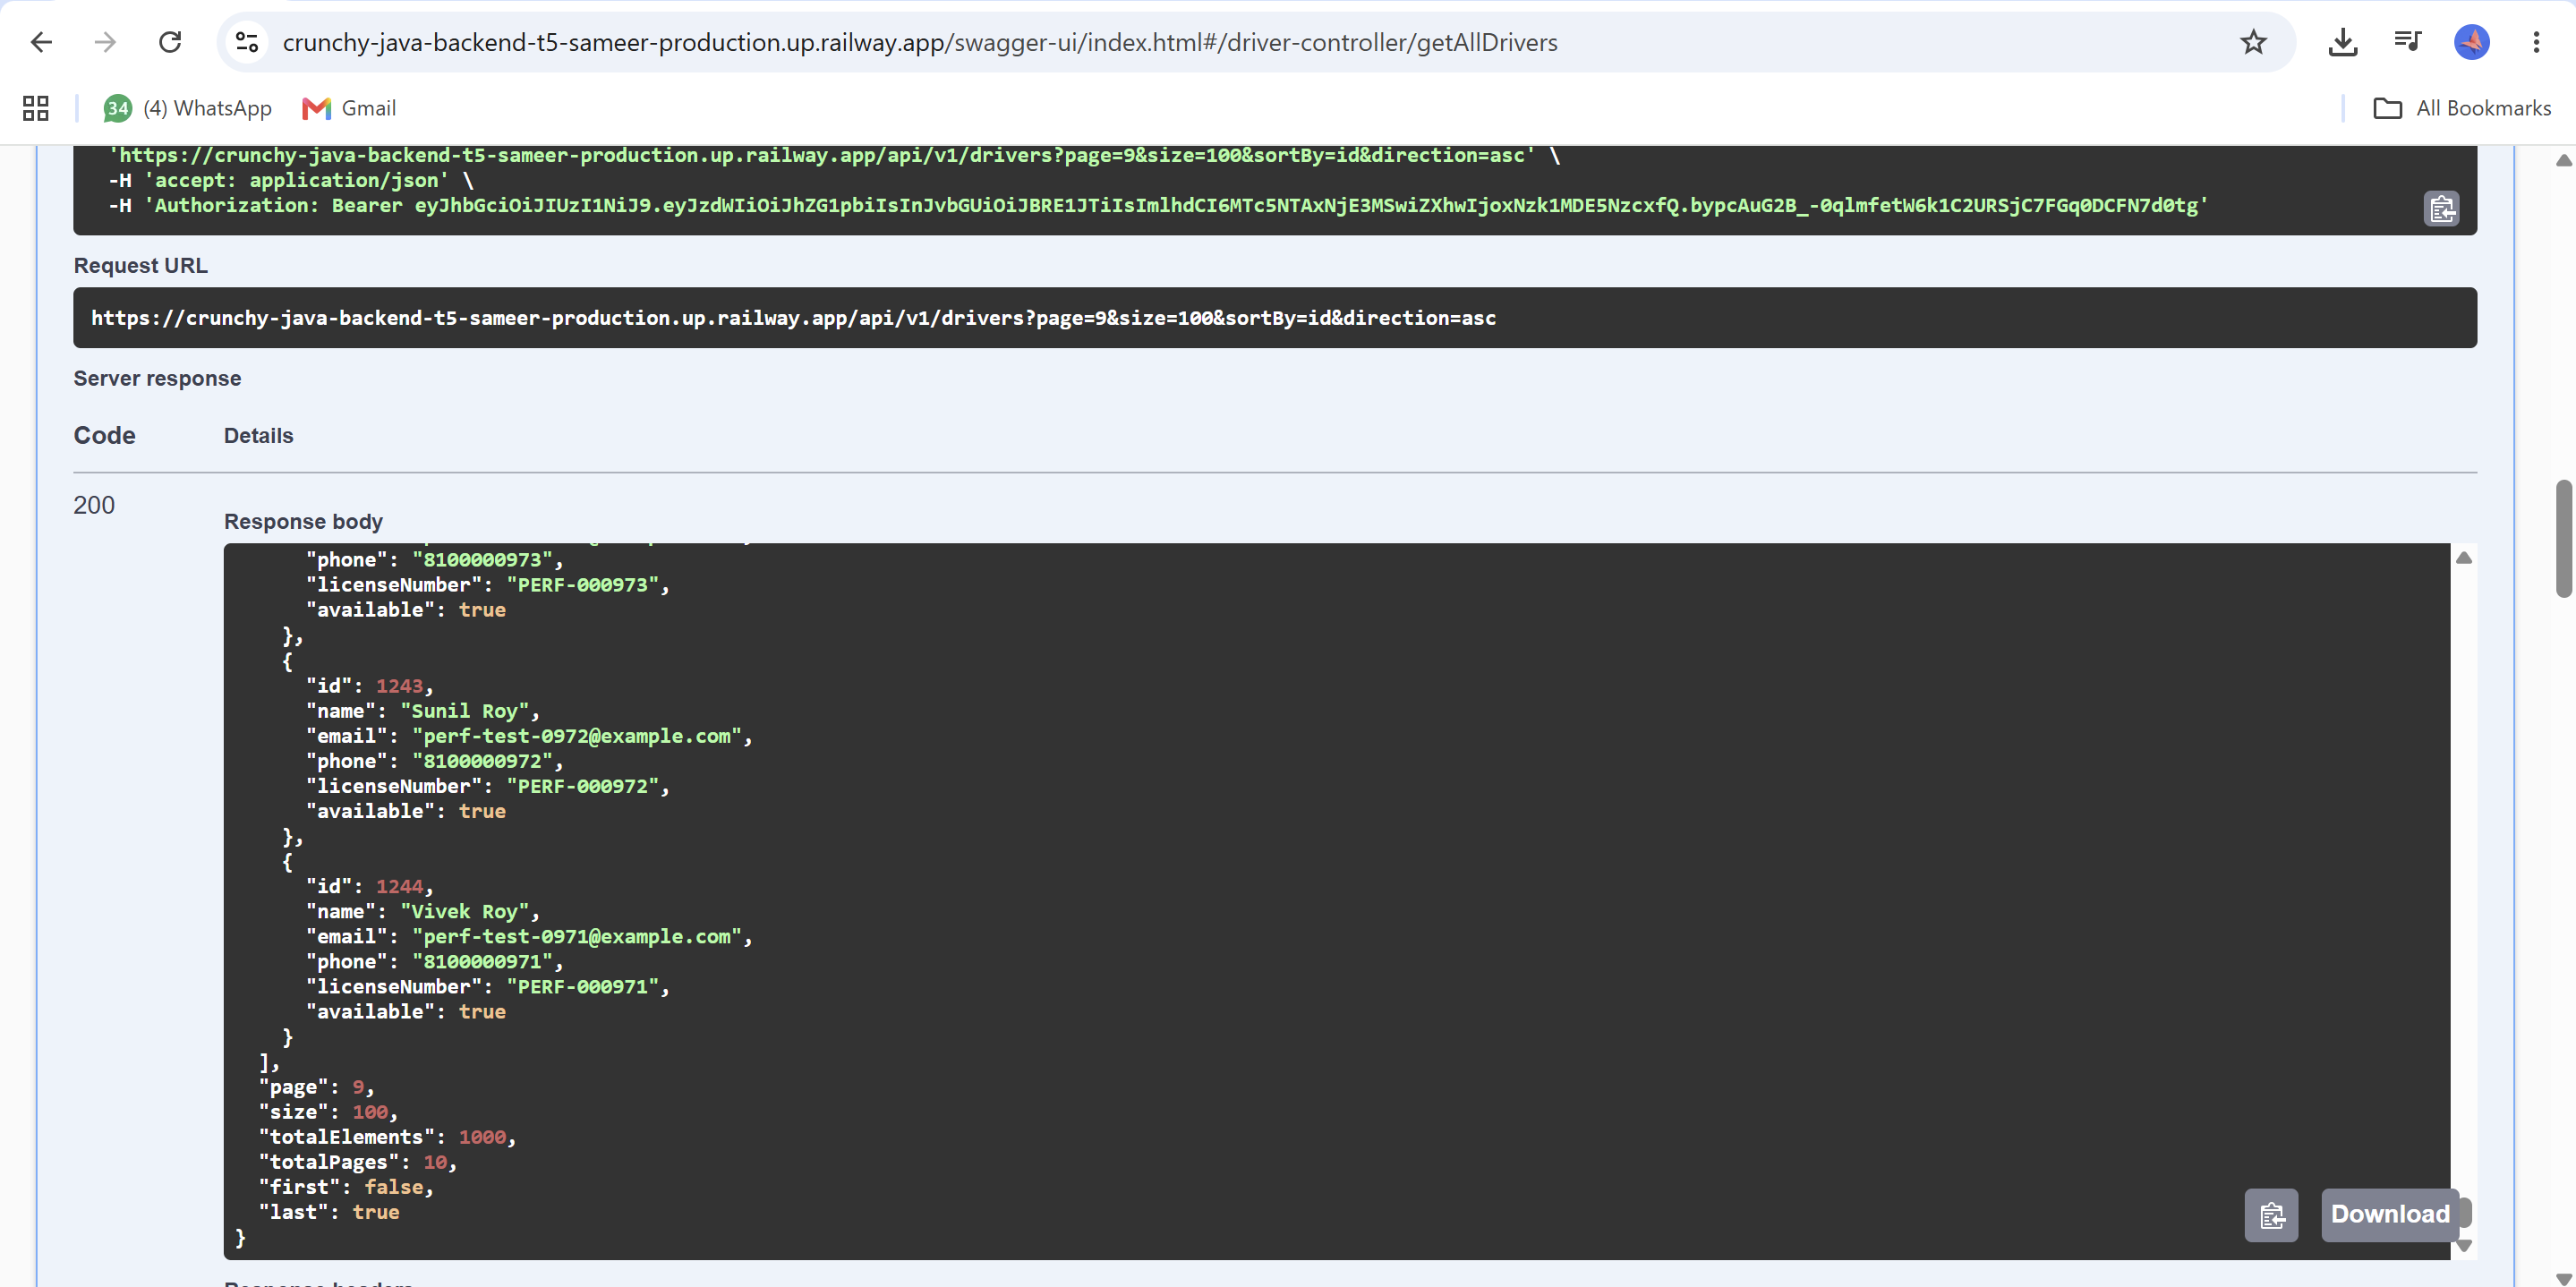 crunchy-java-backend-t5-sameer-production.up.railway.app/swagger-ui/index.html#/driver-controller/getAllDrivers
34 (4) WhatsApp Gmail All Bookmarks
'https://crunchy-java-backend-t5-sameer-production.up.railway.app/api/v1/drivers?page=9&size=100&sortBy=id&direction=asc' \
-H 'accept: application/json' \
-H 'Authorization: Bearer eyJhbGciOiJIUzI1NiJ9.eyJzdWIiOiJhZG1pbiIsInJvbGUiOiJBRE1JTiIsImlhdCI6MTc5NTAxNjE3MSwiZXhwIjoxNzk1MDE5NzcxfQ.bypcAuG2B_-0qlmfetW6k1C2URSjC7FGq0DCFN7d0tg'
Request URL
https://crunchy-java-backend-t5-sameer-production.up.railway.app/api/v1/drivers?page=9&size=100&sortBy=id&direction=asc
Server response
Code Details
200
Response body
"phone": "8100000973",
"licenseNumber": "PERF-000973",
"available": true
},
{
"id": 1243,
"name": "Sunil Roy",
"email": "perf-test-0972@example.com",
"phone": "8100000972",
"licenseNumber": "PERF-000972",
"available": true
},
{
"id": 1244,
"name": "Vivek Roy",
"email": "perf-test-0971@example.com",
"phone": "8100000971",
"licenseNumber": "PERF-000971",
"available": true
}
],
"page": 9,
"size": 100,
"totalElements": 1000,
"totalPages": 10,
"first": false,
"last": true
}
Download